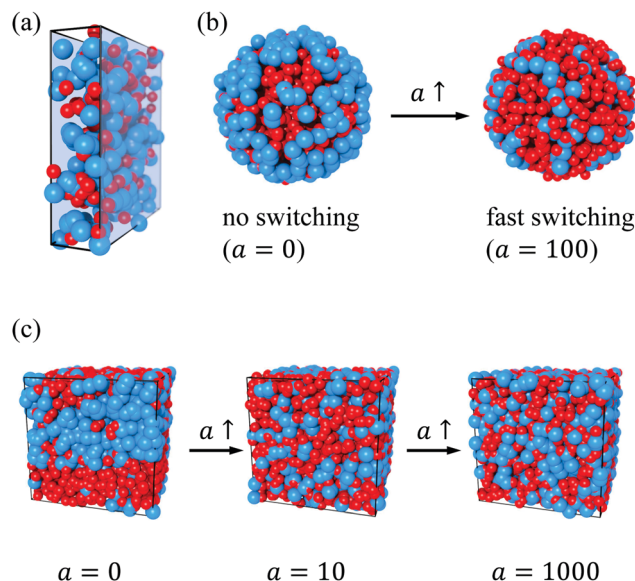 (a)
(b)
a ↑
no switching
(a = 0)
fast switching
(a = 100)
(c)
a ↑
a ↑
a = 0
a = 10
a = 1000